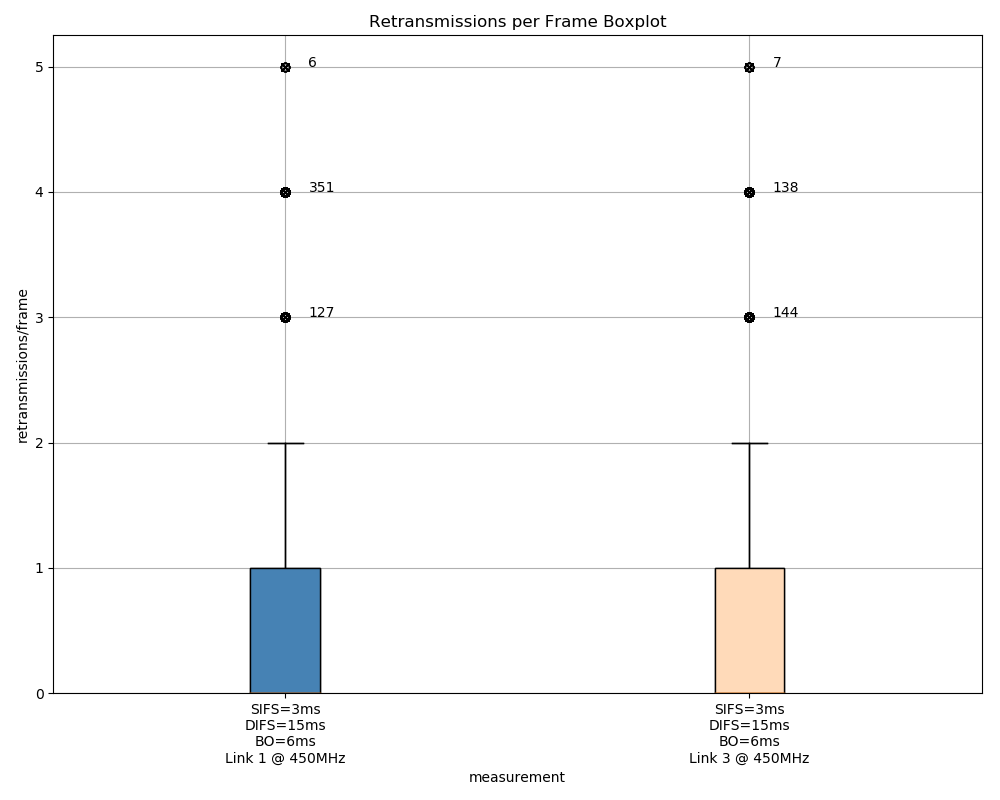 Retransmissions per Frame Boxplot
5
6
7
4
351
138
3
127
144
2
1
0
retransmissions/frame
SIFS=3ms
DIFS=15ms
BO=6ms
Link 1 @ 450MHz
SIFS=3ms
DIFS=15ms
BO=6ms
Link 3 @ 450MHz
measurement